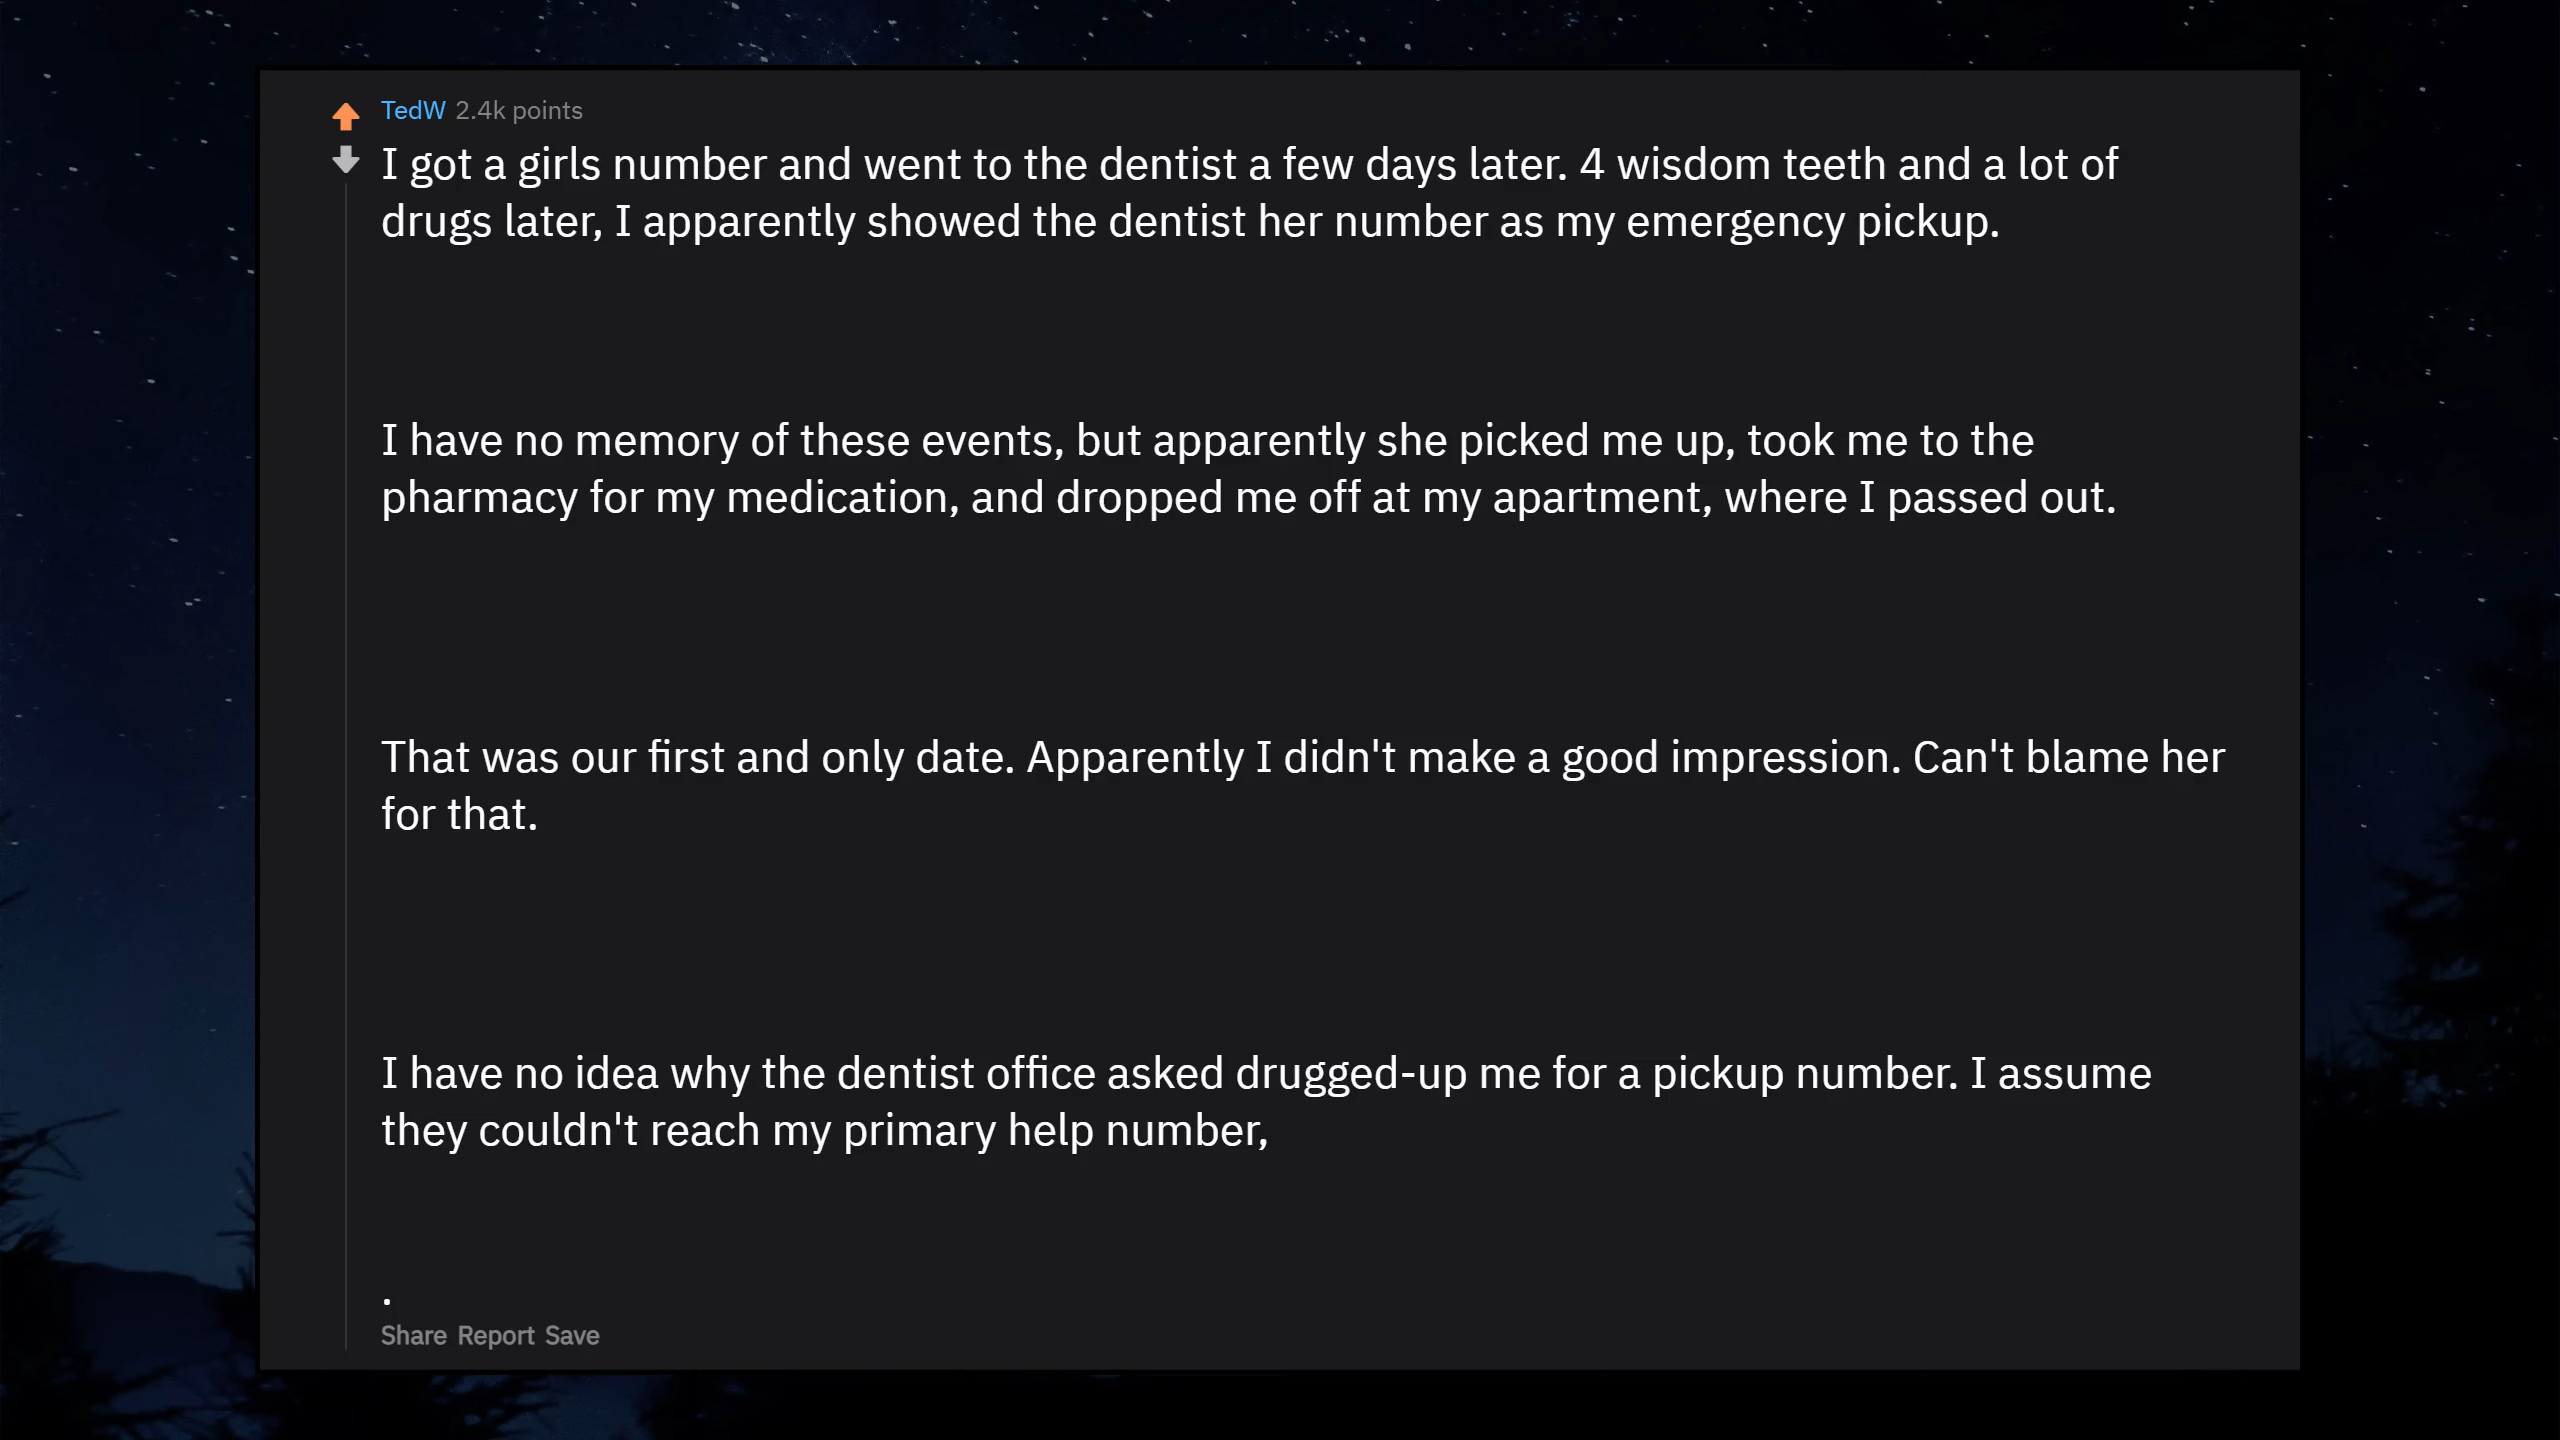 TedW 2.4k points
I got a girls number and went to the dentist a few days later. 4 wisdom teeth and a lot of
drugs later, I apparently showed the dentist her number as my emergency pickup.
I have no memory of these events, but apparently she picked me up, took me to the
pharmacy for my medication, and dropped me off at my apartment, where I passed out.
That was our first and only date. Apparently I didn't make a good impression. Can't blame her
for that.
I have no idea why the dentist office asked drugged-up me for a pickup number. I assume
they couldn't reach my primary help number,
.
Share Report Save